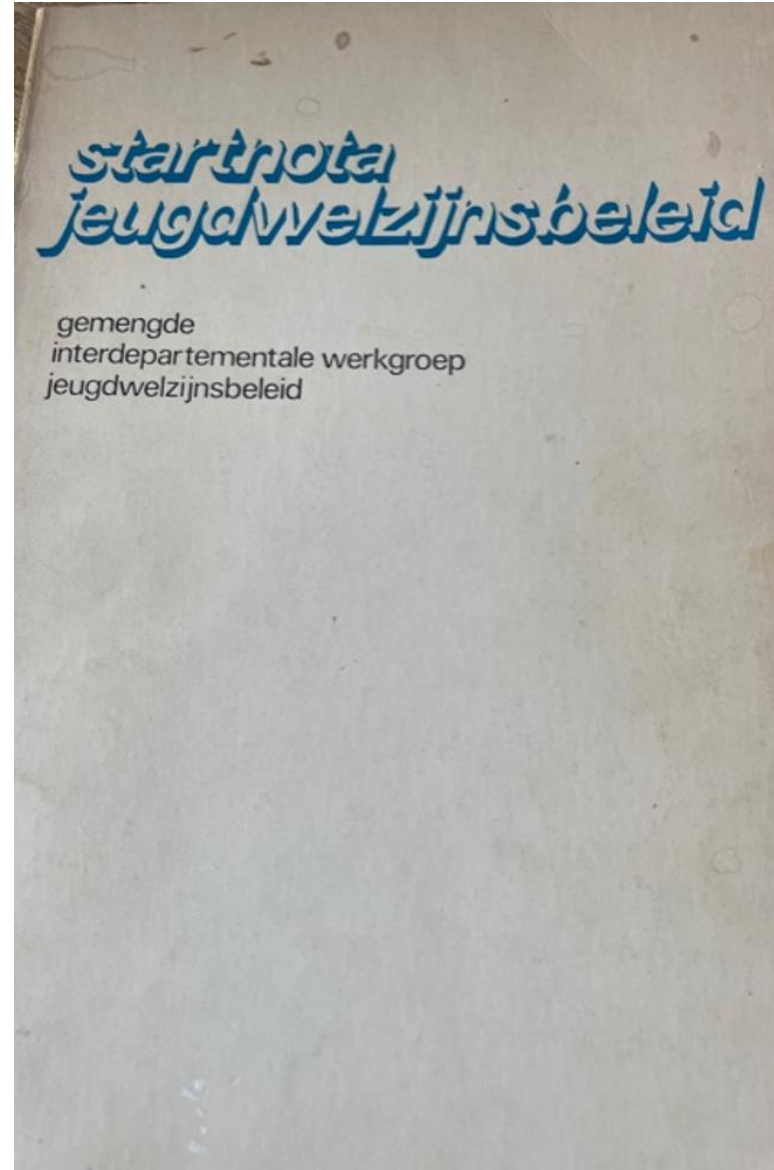 startnota
jeugdwelzijnsbeleid
gemengde
interdepartementale werkgroep
jeugdwelzijnsbeleid